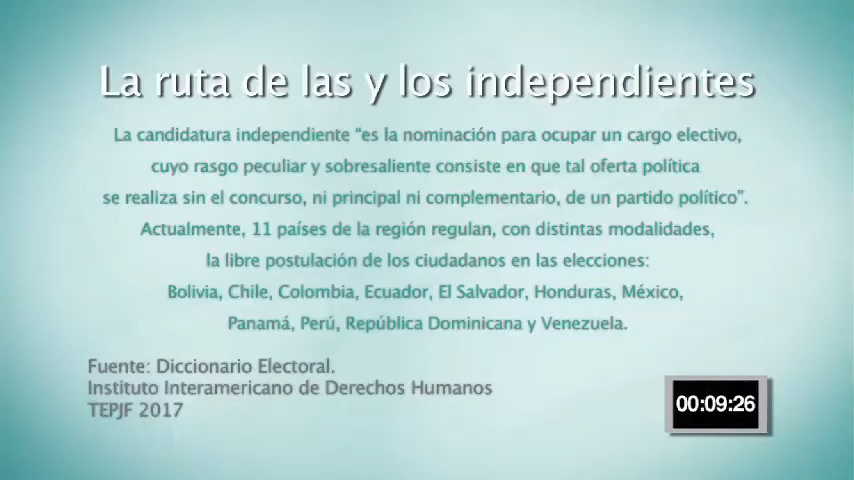 La ruta de las y los independientes
La candidatura independiente “es la nominación para ocupar un cargo electivo,
cuyo rasgo peculiar y sobresaliente consiste en que tal oferta política
se realiza sin el concurso, ni principal ni complementario, de un partido político”.
Actualmente, 11 países de la región regulan, con distintas modalidades,
la libre postulación de los ciudadanos en las elecciones:
Bolivia, Chile, Colombia, Ecuador, El Salvador, Honduras, México,
Panamá, Perú, República Dominicana y Venezuela.
Fuente: Diccionario Electoral.
Instituto Interamericano de Derechos Humanos
TEPJF 2017
00:09:26